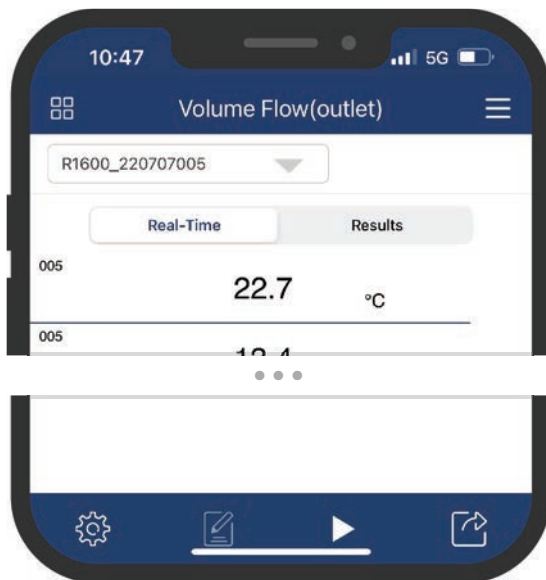 10:47
5G
Volume Flow(outlet)
R1600_220707005
Real-Time
Results
005
22.7 °C
005